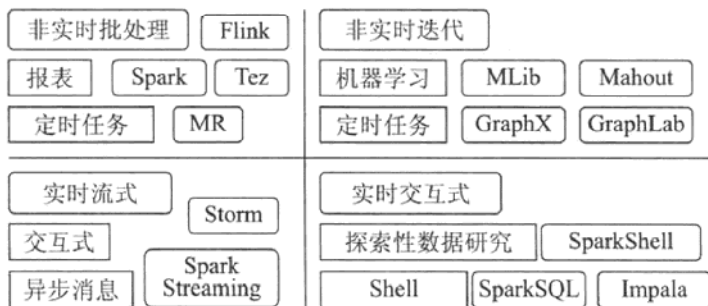 非实时批处理 Flink
报表 Spark Tez
定时任务 MR
非实时迭代
机器学习 MLib Mahout
定时任务 GraphX GraphLab
实时流式
Storm
交互式
Spark
Streaming
异步消息
实时交互式
探索性数据研究 SparkShell
Shell SparkSQL Impala